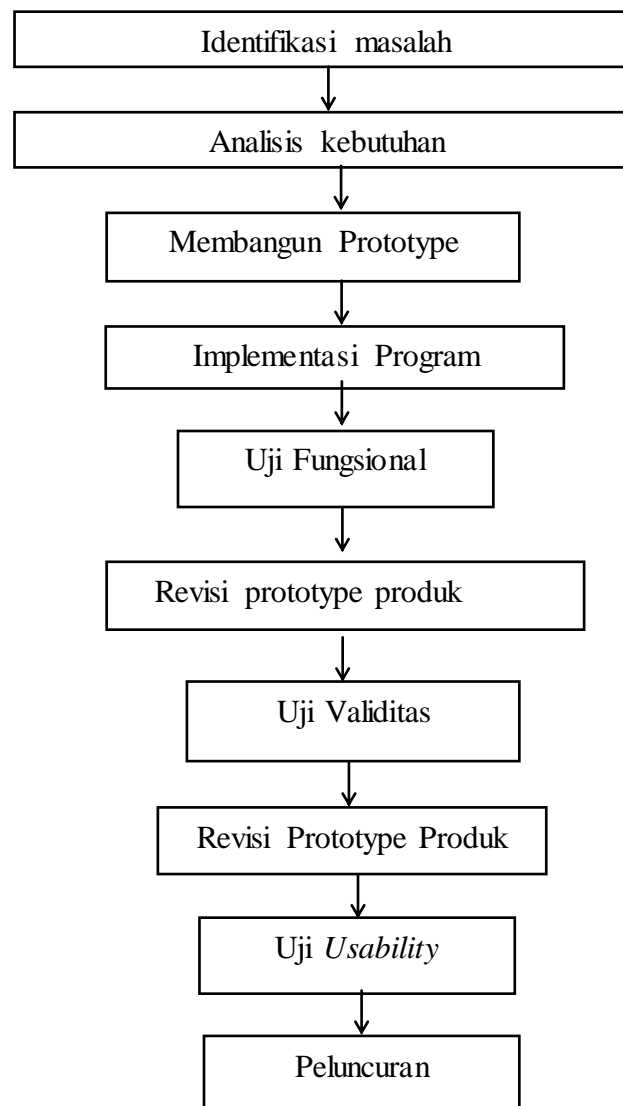 Identifikasi masalah
Analisis kebutuhan
Membangun Prototype
Implementasi Program
Uji Fungsional
Revisi prototype produk
Uji Validitas
Revisi Prototype Produk
Uji Usability
Peluncuran